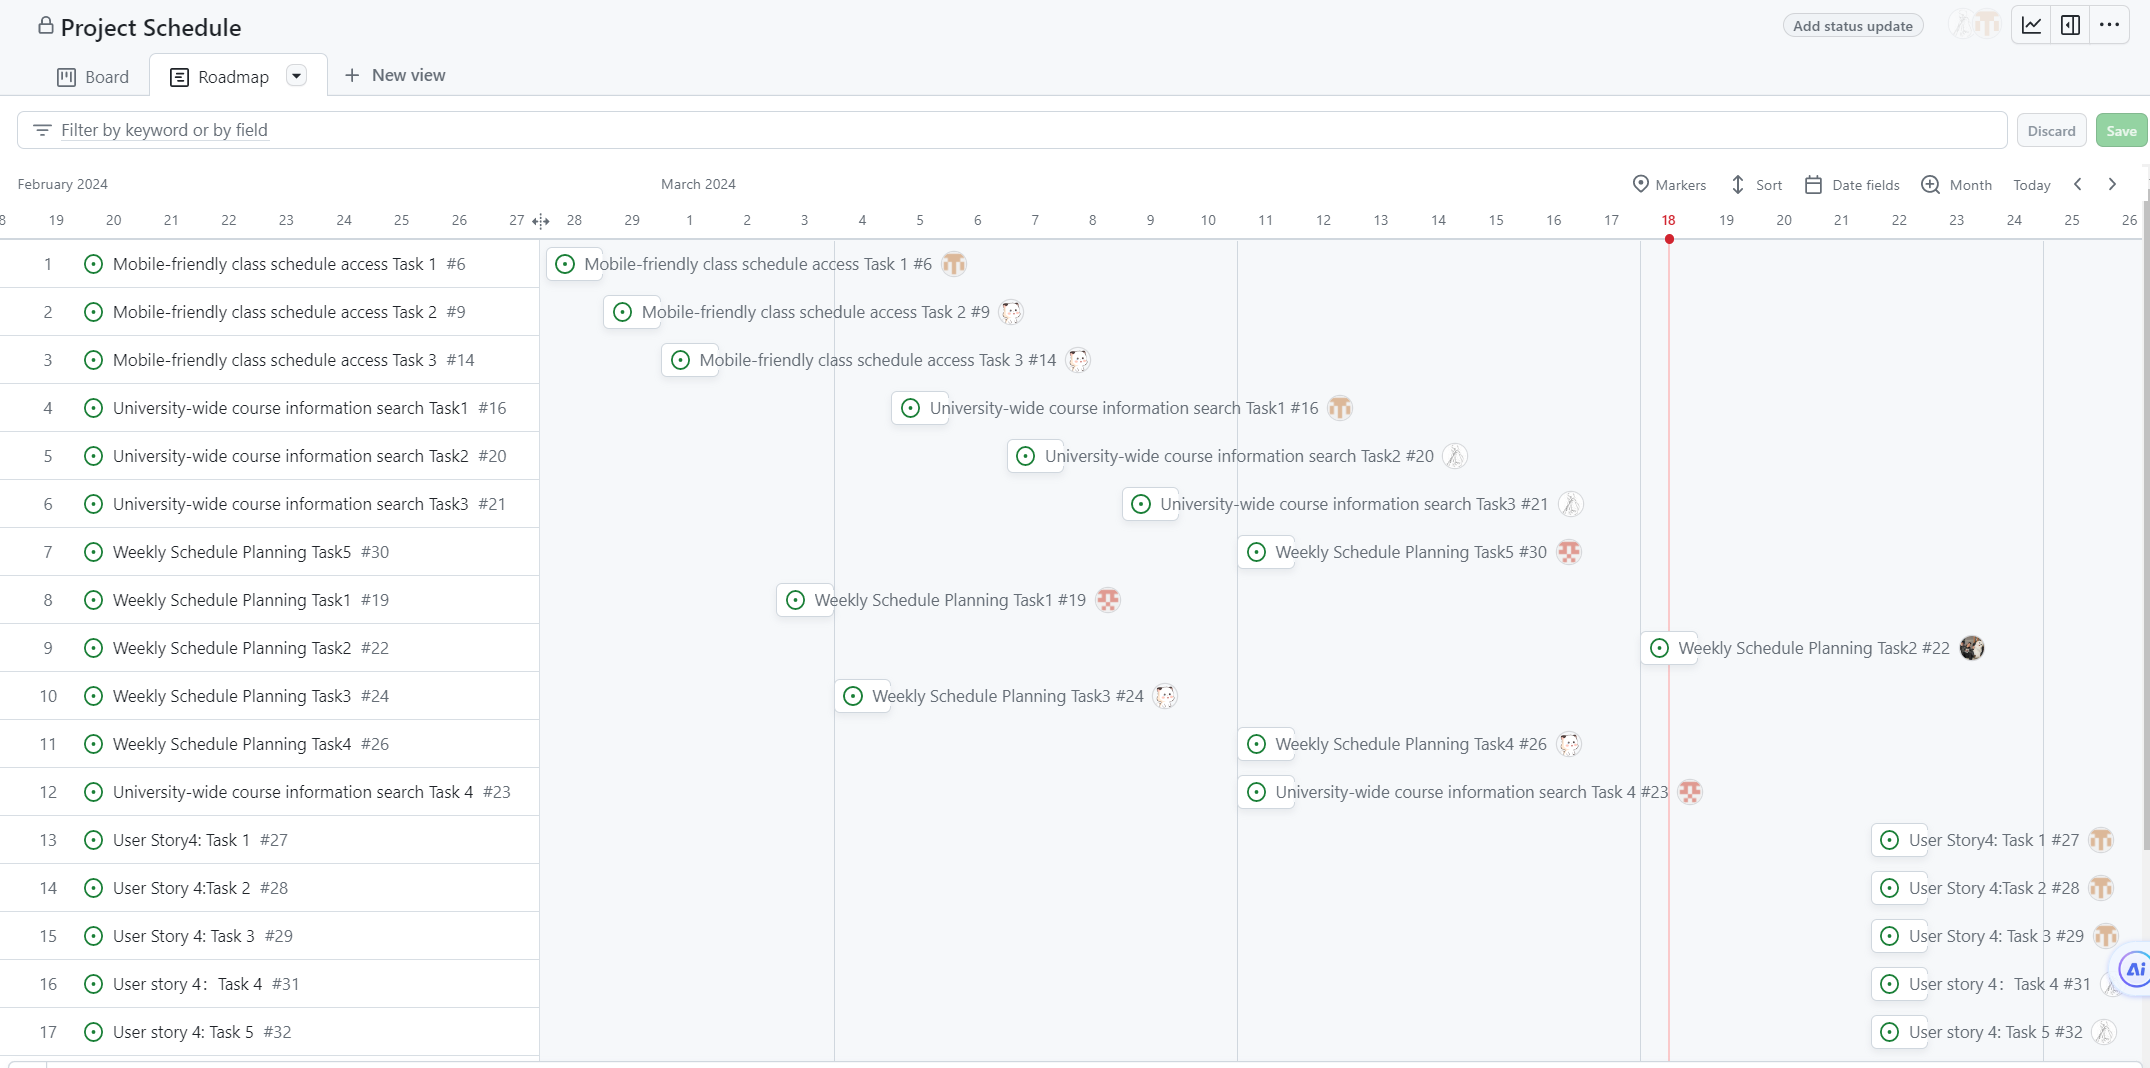 Project Schedule
Add status update
Board
Roadmap
New view
Filter by keyword or by field
Discard
Save
February 2024
March 2024
Markers
Sort
Date fields
Month
Today
8 19 20 21 22 23 24 25 26 27 28 29 1 2 3 4 5 6 7 8 9 10 11 12 13 14 15 16 17 18 19 20 21 22 23 24 25 26
1 Mobile-friendly class schedule access Task 1 #6
Mobile-friendly class schedule access Task 1 #6
2 Mobile-friendly class schedule access Task 2 #9
Mobile-friendly class schedule access Task 2 #9
3 Mobile-friendly class schedule access Task 3 #14
Mobile-friendly class schedule access Task 3 #14
4 University-wide course information search Task1 #16
University-wide course information search Task1 #16
5 University-wide course information search Task2 #20
University-wide course information search Task2 #20
6 University-wide course information search Task3 #21
University-wide course information search Task3 #21
7 Weekly Schedule Planning Task5 #30
Weekly Schedule Planning Task5 #30
8 Weekly Schedule Planning Task1 #19
Weekly Schedule Planning Task1 #19
9 Weekly Schedule Planning Task2 #22
Weekly Schedule Planning Task2 #22
10 Weekly Schedule Planning Task3 #24
Weekly Schedule Planning Task3 #24
11 Weekly Schedule Planning Task4 #26
Weekly Schedule Planning Task4 #26
12 University-wide course information search Task 4 #23
University-wide course information search Task 4 #23
13 User Story4: Task 1 #27
User Story4: Task 1 #27
14 User Story 4:Task 2 #28
User Story 4:Task 2 #28
15 User Story 4: Task 3 #29
User Story 4: Task 3 #29
16 User story 4：Task 4 #31
User story 4：Task 4 #31
17 User story 4: Task 5 #32
User story 4: Task 5 #32
Ai